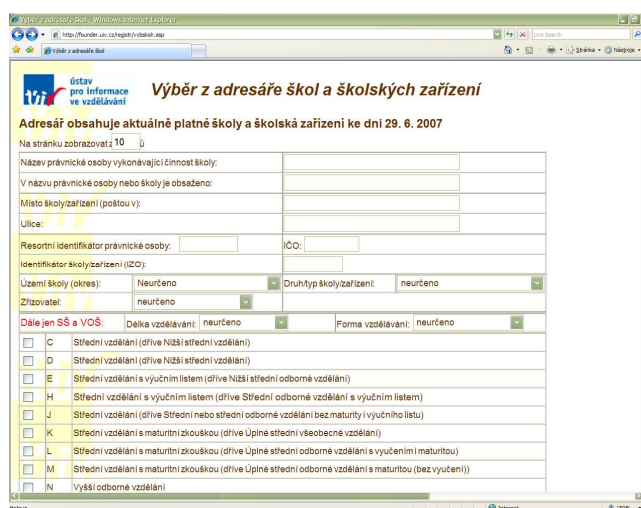 Výběr z adresáře škol - Windows Internet Explorer
http://founder.uiv.cz/registr/vybskolr.asp
Live Search
Výběr z adresáře škol
Stránka
Nástroje
ústav
pro informace
ve vzdělávání
Výběr z adresáře škol a školských zařízení
Adresář obsahuje aktuálně platné školy a školská zařízení ke dni 29. 6. 2007
Na stránku zobrazovat z 10 ů
Název právnické osoby vykonávající činnost školy:
V názvu právnické osoby nebo školy je obsaženo:
Místo školy/zařízení (poštou v):
Ulice:
Resortní identifikátor právnické osoby: IČO:
Identifikátor školy/zařízení (IZO):
Území školy (okres): Neurčeno Druh/typ školy/zařízení: neurčeno
Zřizovatel: neurčeno
Dále jen SŠ a VOŠ: Délka vzdělávání: neurčeno Forma vzdělávání: neurčeno
C Střední vzdělání (dříve Nižší střední vzdělání)
D Střední vzdělání (dříve Nižší střední vzdělání)
E Střední vzdělání s výučním listem (dříve Nižší střední odborné vzdělání)
H Střední vzdělání s výučním listem (dříve Střední odborné vzdělání s výučním listem)
J Střední vzdělání (dříve Střední nebo střední odborné vzdělání bez maturity i výučního listu)
K Střední vzdělání s maturitní zkouškou (dříve Úplné střední všeobecné vzdělání)
L Střední vzdělání s maturitní zkouškou (dříve Úplné střední odborné vzdělání s vyučením i maturitou)
M Střední vzdělání s maturitní zkouškou (dříve Úplné střední odborné vzdělání s maturitou (bez vyučení))
N Vyšší odborné vzdělání